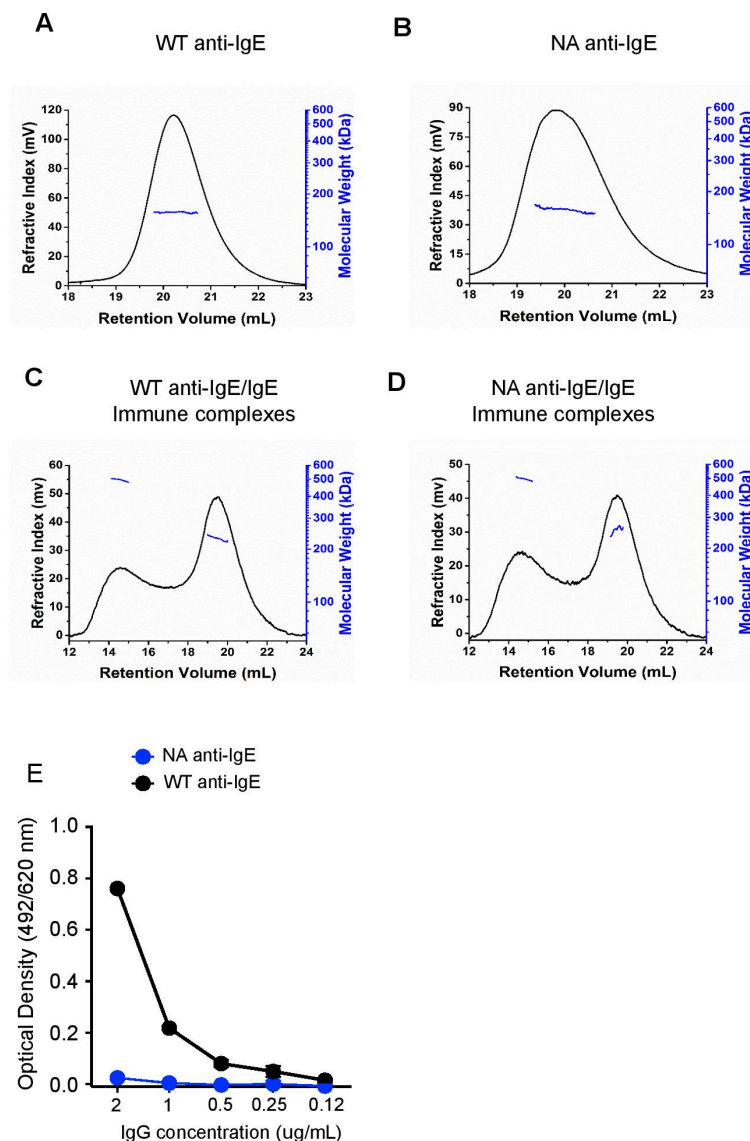 A
WT anti-IgE
B
NA anti-IgE
120
100
80
60
40
20
0
Refractive Index (mV)
600
500
300
200
100
Molecular Weight (kDa)
18 19 20 21 22 23
Retention Volume (mL)
90
75
60
45
30
15
Refractive Index (mV)
600
500
400
300
200
100
Molecular Weight (kDa)
18 19 20 21 22 23
Retention Volume (mL)
C
WT anti-IgE/IgE
Immune complexes
D
NA anti-IgE/IgE
Immune complexes
60
50
40
30
20
10
0
Refractive Index (mv)
600
500
400
300
200
100
Molecular Weight (kDa)
12 14 16 18 20 22 24
Retention Volume (mL)
50
40
30
20
10
0
Refractive Index (mV)
600
500
400
300
200
100
Molecular Weight (kDa)
12 14 16 18 20 22 24
Retention Volume (mL)
E
NA anti-IgE
WT anti-IgE
1.0
0.8
0.6
0.4
0.2
0.0
Optical Density (492/620 nm)
2 1 0.5 0.25 0.12
IgG concentration (ug/mL)